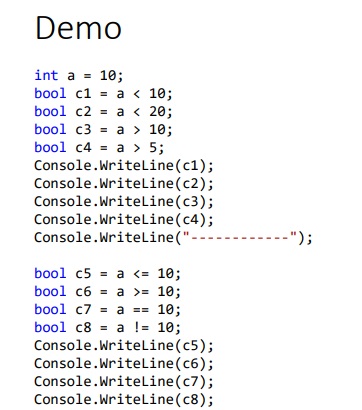 Demo
int a = 10;
bool c1 = a < 10;
bool c2 = a < 20;
bool c3 = a > 10;
bool c4 = a > 5;
Console.WriteLine(c1);
Console.WriteLine(c2);
Console.WriteLine(c3);
Console.WriteLine(c4);
Console.WriteLine("------------");
bool c5 = a <= 10;
bool c6 = a >= 10;
bool c7 = a == 10;
bool c8 = a != 10;
Console.WriteLine(c5);
Console.WriteLine(c6);
Console.WriteLine(c7);
Console.WriteLine(c8);